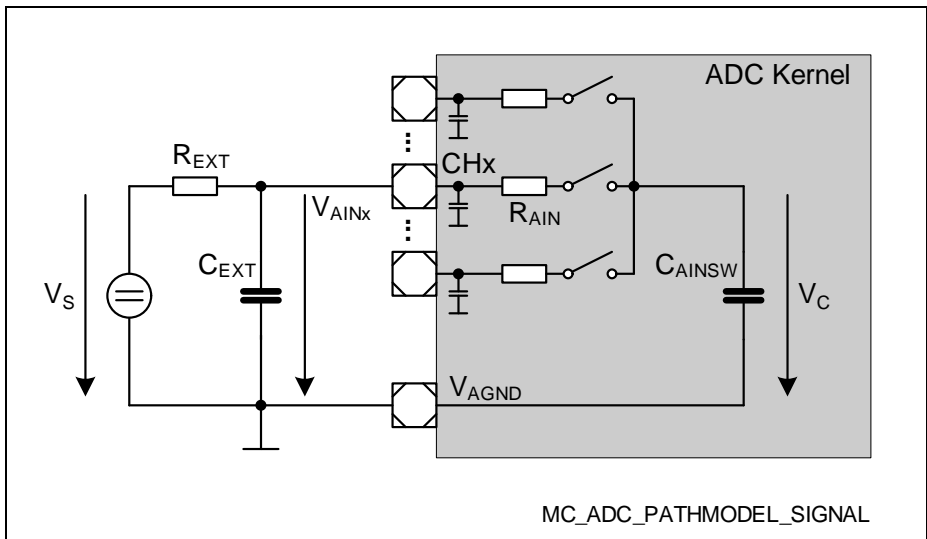 ADC Kernel
R_EXT
CHx
V_AINx
R_AIN
C_EXT
C_AINSW
V_S
V_C
V_AGND
MC_ADC_PATHMODEL_SIGNAL